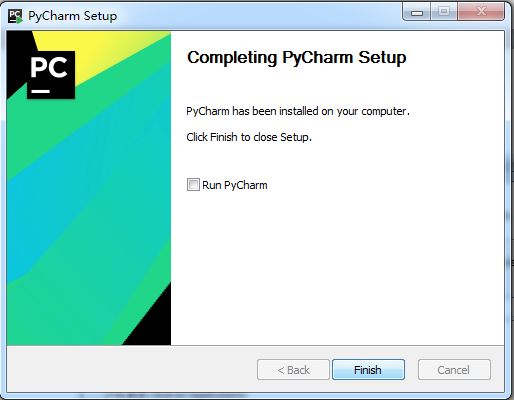 PyCharm Setup
PC
Completing PyCharm Setup
PyCharm has been installed on your computer.
Click Finish to close Setup.
Run PyCharm
< Back
Finish
Cancel